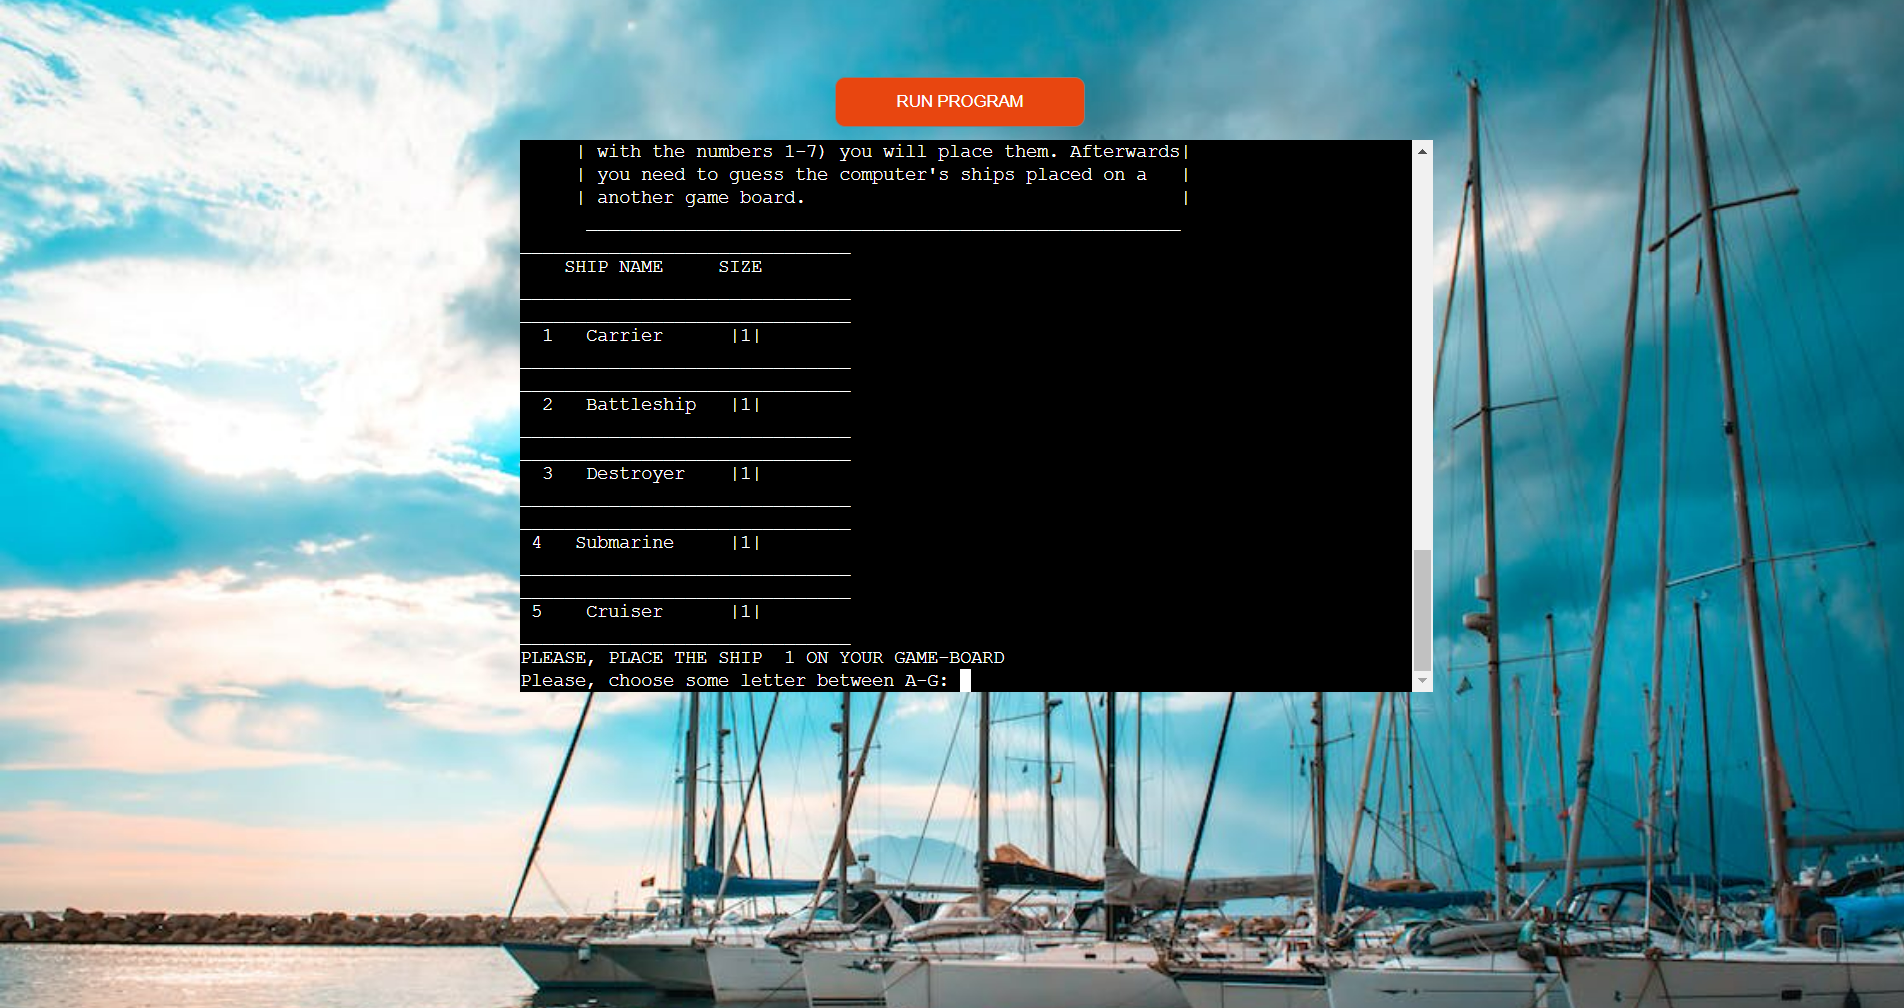 RUN PROGRAM
| with the numbers 1-7) you will place them. Afterwards|
| you need to guess the computer's ships placed on a |
| another game board. |
SHIP NAME SIZE
1 Carrier |1|
2 Battleship |1|
3 Destroyer |1|
4 Submarine |1|
5 Cruiser |1|
PLEASE, PLACE THE SHIP 1 ON YOUR GAME-BOARD
Please, choose some letter between A-G: